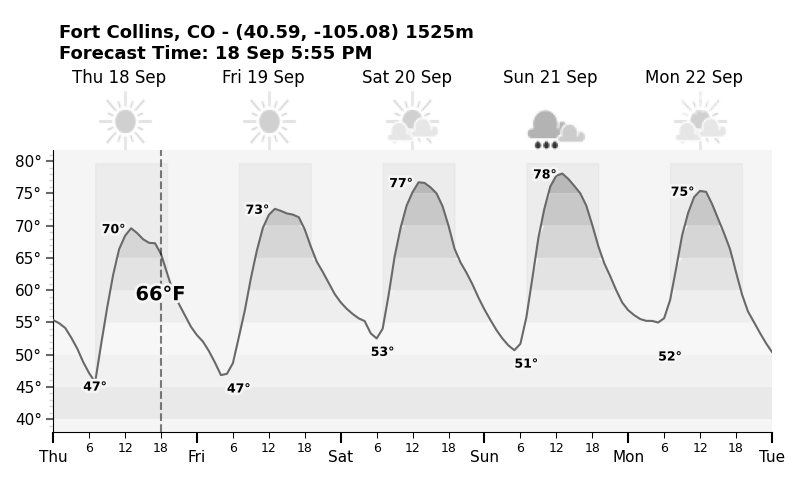 Fort Collins, CO - (40.59, -105.08) 1525m
Forecast Time: 18 Sep 5:55 PM
Thu 18 Sep Fri 19 Sep Sat 20 Sep Sun 21 Sep Mon 22 Sep
80°
75°
70°
65°
60°
55°
50°
45°
40°
70° 73° 77° 78° 75°
66°F
47° 47° 53° 51° 52°
6 12 18 6 12 18 6 12 18 6 12 18 6 12 18
Thu Fri Sat Sun Mon Tue